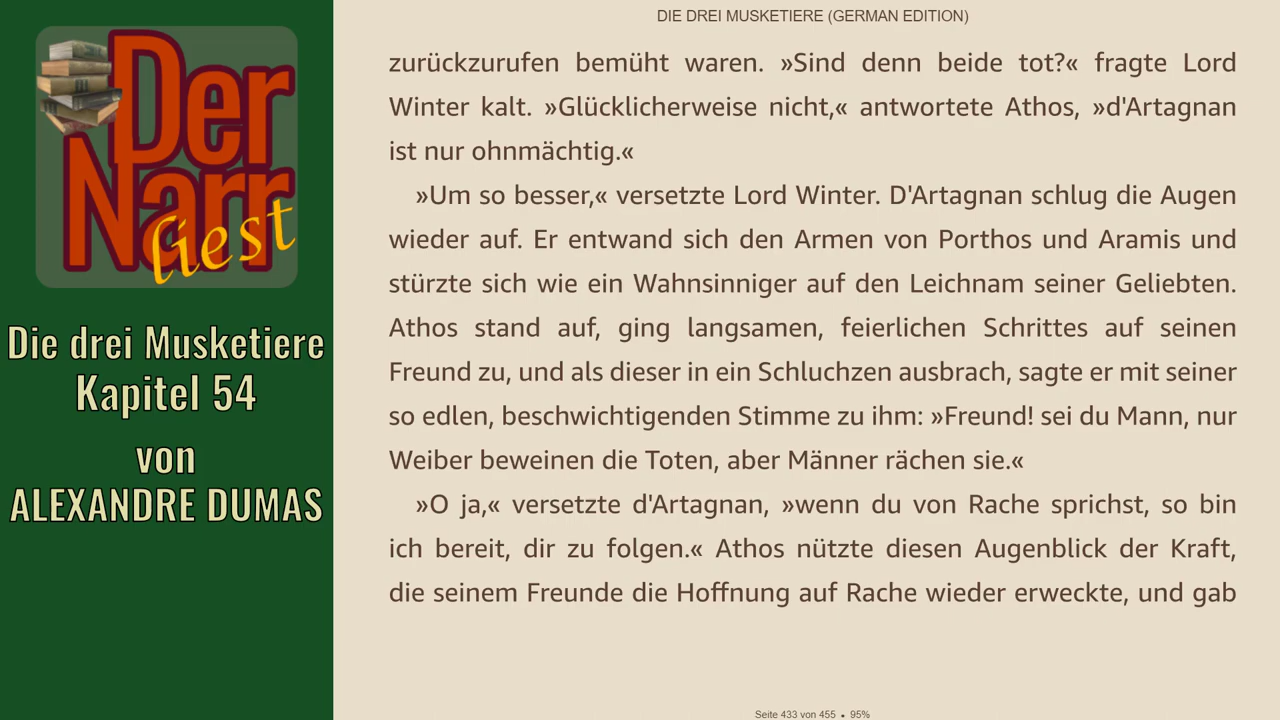 Der
Narr
liest
Die drei Musketiere
Kapitel 54
von
ALEXANDRE DUMAS
DIE DREI MUSKETIERE (GERMAN EDITION)
zurückzurufen bemüht waren. »Sind denn beide tot?« fragte Lord
Winter kalt. »Glücklicherweise nicht,« antwortete Athos, »d'Artagnan
ist nur ohnmächtig.«
»Um so besser,« versetzte Lord Winter. D'Artagnan schlug die Augen
wieder auf. Er entwand sich den Armen von Porthos und Aramis und
stürzte sich wie ein Wahnsinniger auf den Leichnam seiner Geliebten.
Athos stand auf, ging langsamen, feierlichen Schrittes auf seinen
Freund zu, und als dieser in ein Schluchzen ausbrach, sagte er mit seiner
so edlen, beschwichtigenden Stimme zu ihm: »Freund! sei du Mann, nur
Weiber beweinen die Toten, aber Männer rächen sie.«
»O ja,« versetzte d'Artagnan, »wenn du von Rache sprichst, so bin
ich bereit, dir zu folgen.« Athos nützte diesen Augenblick der Kraft,
die seinem Freunde die Hoffnung auf Rache wieder erweckte, und gab
Seite 433 von 455 • 95%